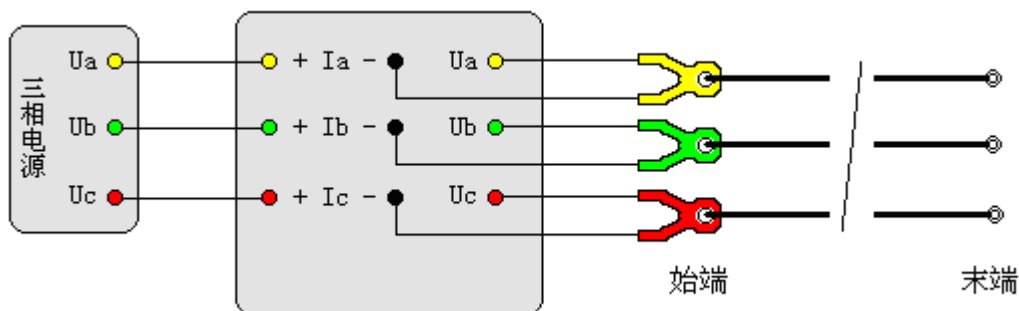 三相电源
Ua + Ia - Ua
Ub + Ib - Ub
Uc + Ic - Uc
始端 末端